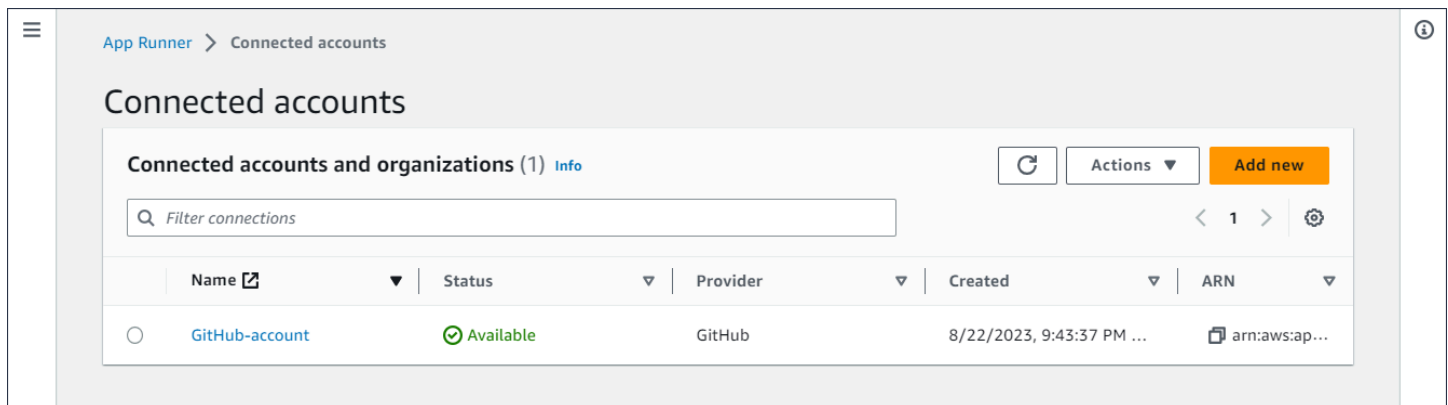 App Runner > Connected accounts
Connected accounts
Connected accounts and organizations (1) Info
Actions
Add new
Filter connections
1
Name Status Provider Created ARN
GitHub-account Available GitHub 8/22/2023, 9:43:37 PM ... arn:aws:ap...